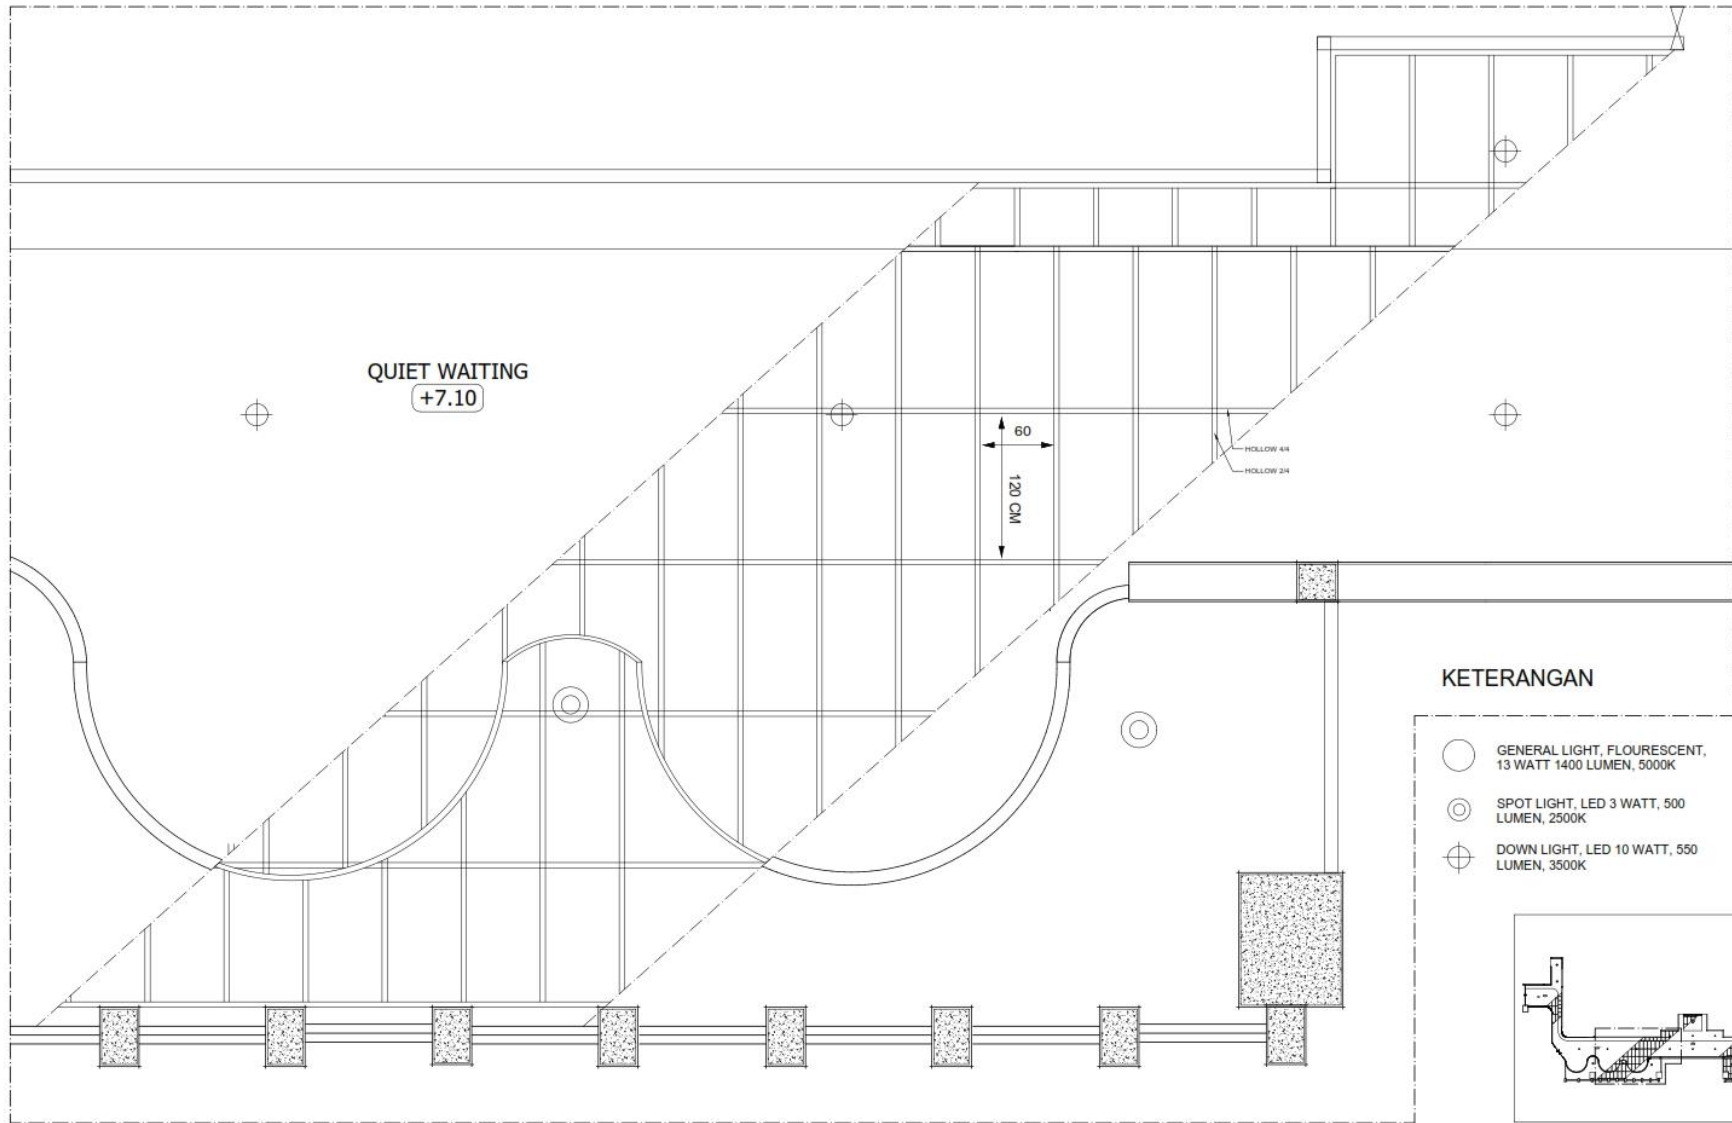 QUIET WAITING
+7.10
60
120 CM
HOLLOW 4/4
HOLLOW 2/4
KETERANGAN
GENERAL LIGHT, FLOURESCENT,
13 WATT 1400 LUMEN, 5000K
SPOT LIGHT, LED 3 WATT, 500
LUMEN, 2500K
DOWN LIGHT, LED 10 WATT, 550
LUMEN, 3500K